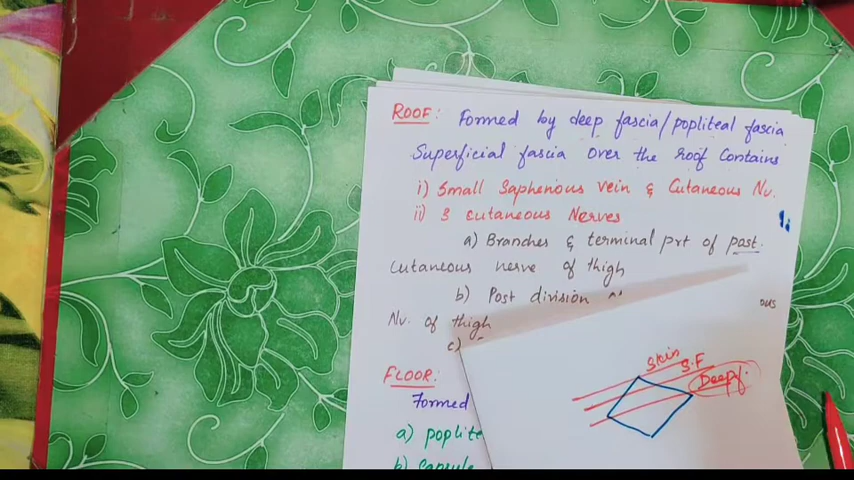 ROOF: Formed by deep fascia/popliteal fascia
Superficial fascia over the roof contains
i) Small saphenous vein & cutaneous Nv.
ii) 3 cutaneous Nerves
a) Branches & terminal prt of post.
cutaneous nerve of thigh
b) Post division
ous
Nv. of thigh
c)
Skin
S.F
Deep f.
FLOOR:
Formed
a) poplite
b) capsule